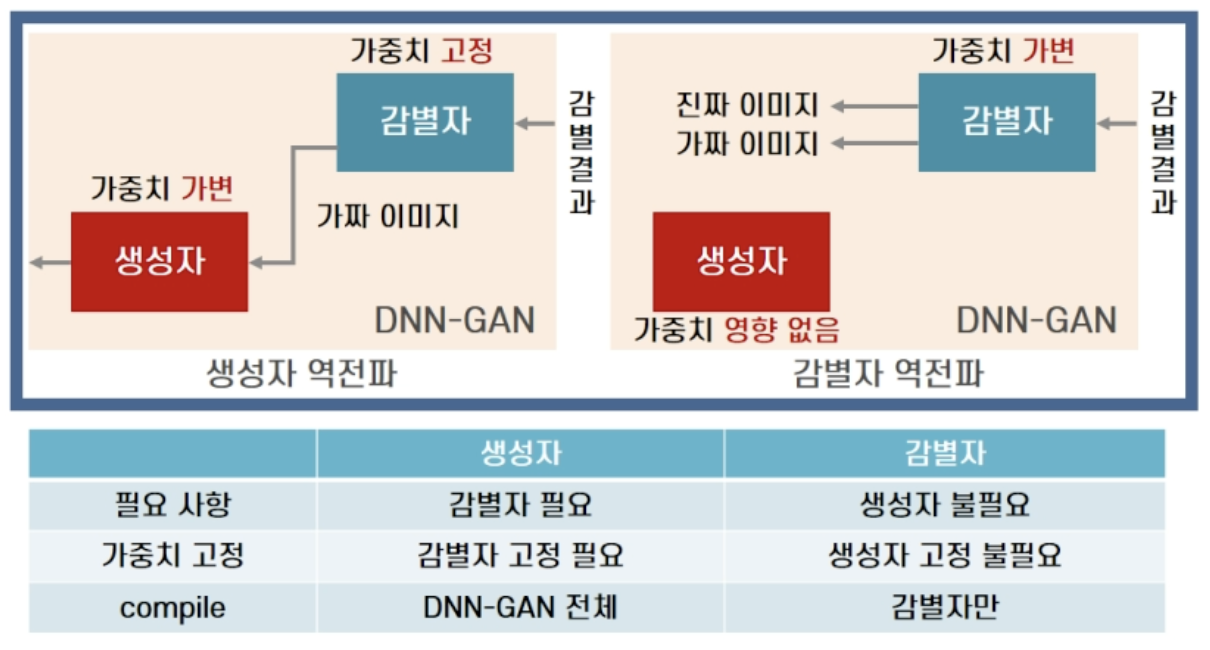 가중치 고정
감별자
감별결과
가중치 가변
가짜 이미지
생성자
DNN-GAN
생성자 역전파
가중치 가변
진짜 이미지
가짜 이미지
감별자
감별결과
생성자
가중치 영향 없음
DNN-GAN
감별자 역전파
생성자 감별자
필요 사항 감별자 필요 생성자 불필요
가중치 고정 감별자 고정 필요 생성자 고정 불필요
compile DNN-GAN 전체 감별자만